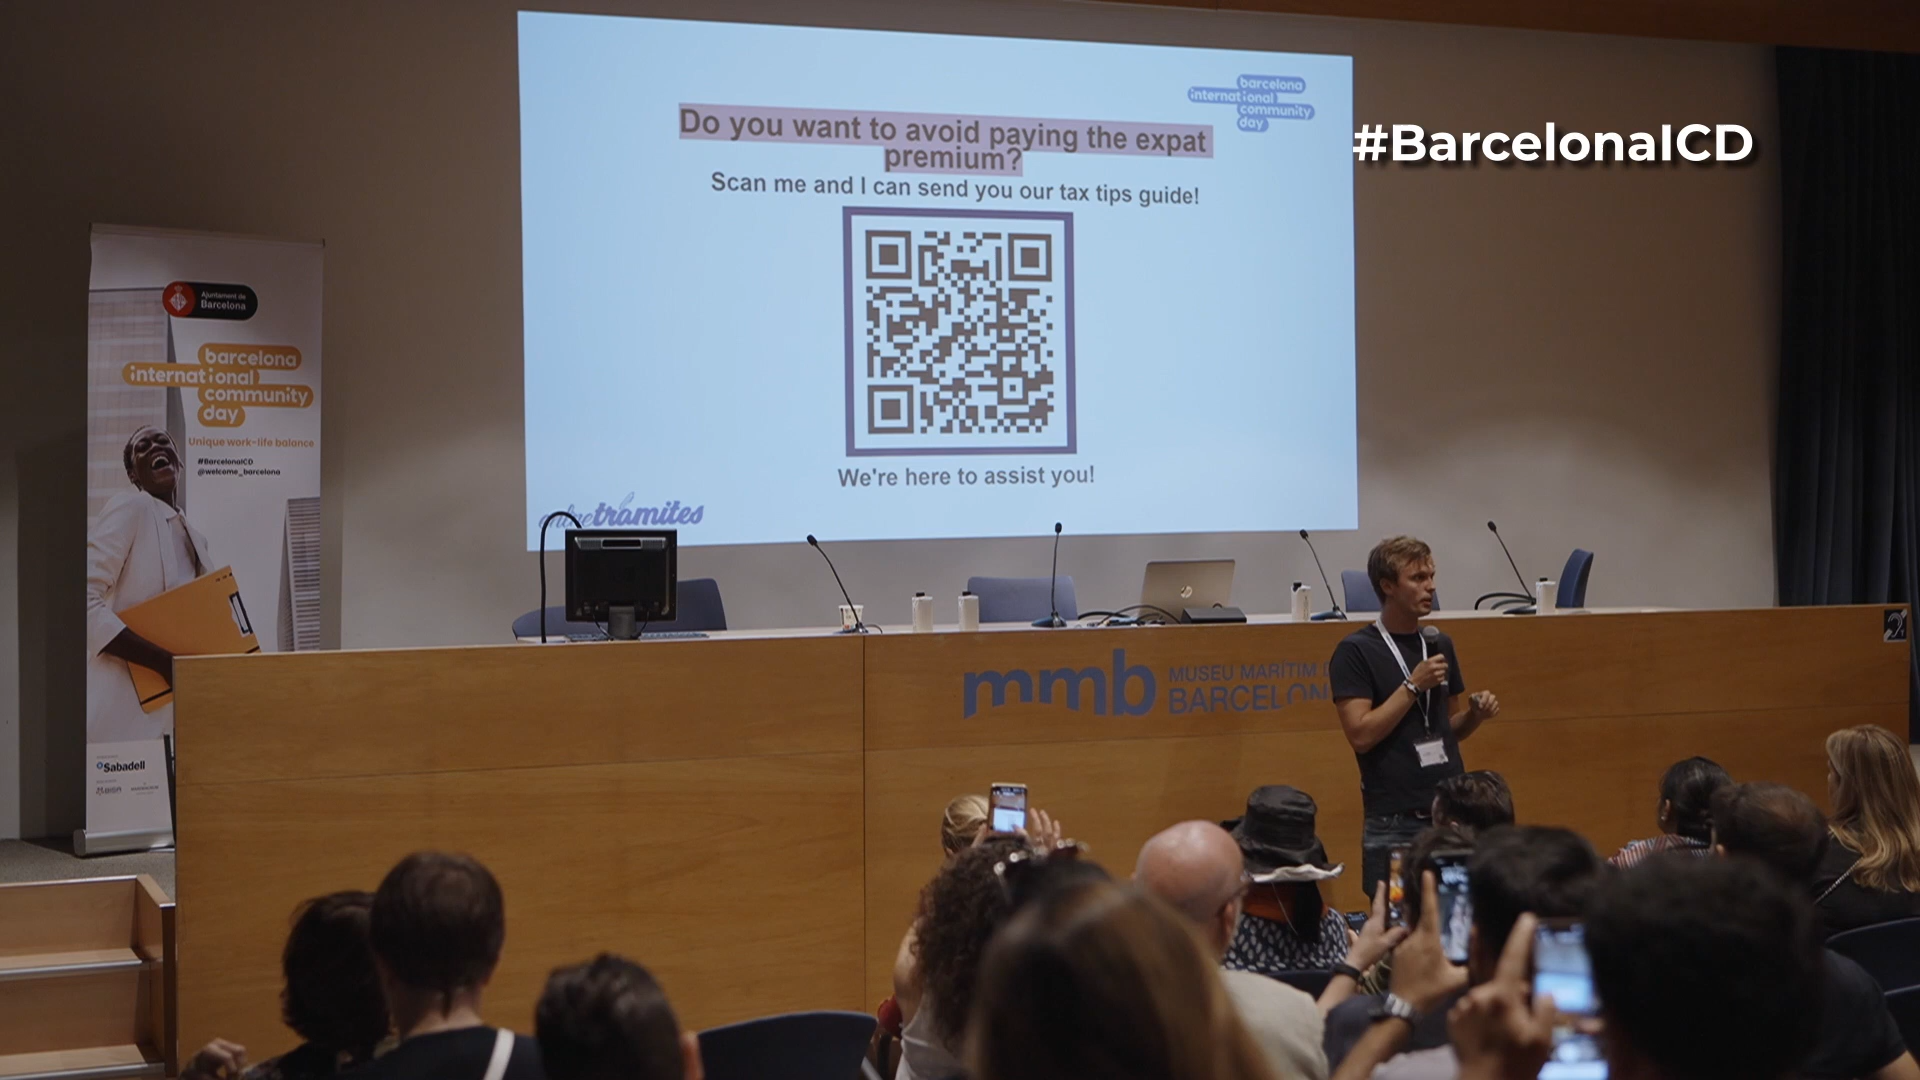 barcelona
international
community
day
Do you want to avoid paying the expat
premium?
Scan me and I can send you our tax tips guide!
We're here to assist you!
entretrámites
#BarcelonaICD
Ajuntament de
Barcelona
barcelona
international
community
day
Unique work-life balance
#BarcelonaICD
@welcome_barcelona
Sabadell
mmb
MUSEU MARÍTIM
BARCELONA